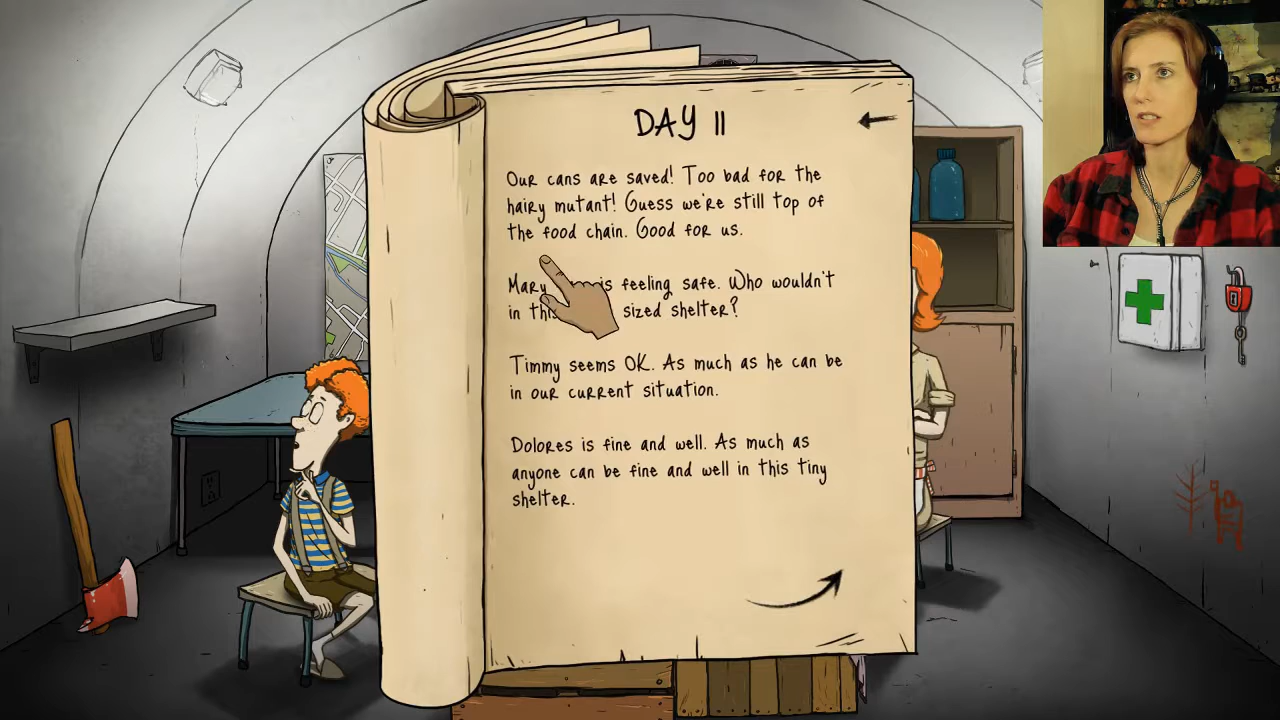 DAY 11
Our cans are saved! Too bad for the
hairy mutant! Guess we're still top of
the food chain. Good for us.
Mary is feeling safe. Who wouldn't
in sized shelter?
Timmy seems OK. As much as he can be
in our current situation.
Dolores is fine and well. As much as
anyone can be fine and well in this tiny
shelter.